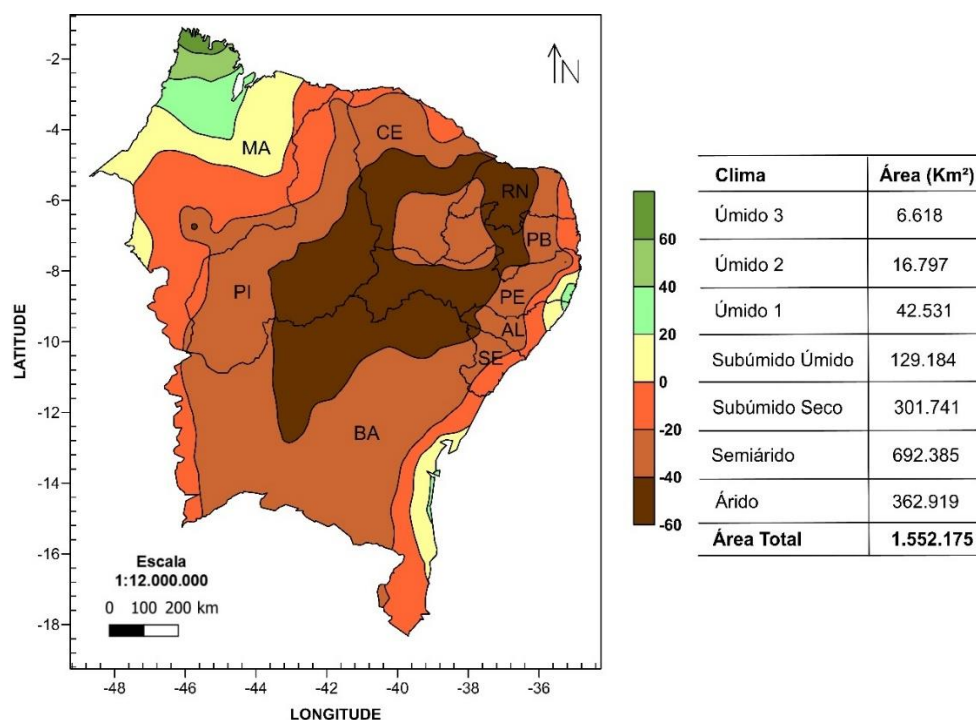 -2
-4
-6
-8
-10
-12
-14
-16
-18
LATITUDE
N
MA
CE
RN
PB
PI
PE
AL
SE
BA
Escala
1:12.000.000
0 100 200 km
-48 -46 -44 -42 -40 -38 -36
LONGITUDE
60
40
20
0
-20
-40
-60
Clima Área (Km²)
Úmido 3 6.618
Úmido 2 16.797
Úmido 1 42.531
Subúmido Úmido 129.184
Subúmido Seco 301.741
Semiárido 692.385
Árido 362.919
Área Total 1.552.175